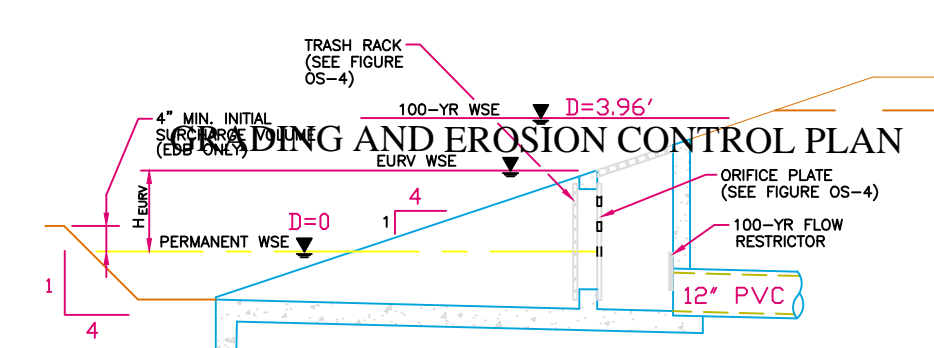 TRASH RACK
(SEE FIGURE
OS-4)
100-YR WSE
D=3.96'
4" MIN. INITIAL
SURCHARGE VOLUME
(EDB ONLY)
GRADING AND EROSION CONTROL PLAN
EURV WSE
ORIFICE PLATE
(SEE FIGURE OS-4)
4
1
H EURV
D=0
100-YR FLOW
RESTRICTOR
PERMANENT WSE
1
4
12" PVC